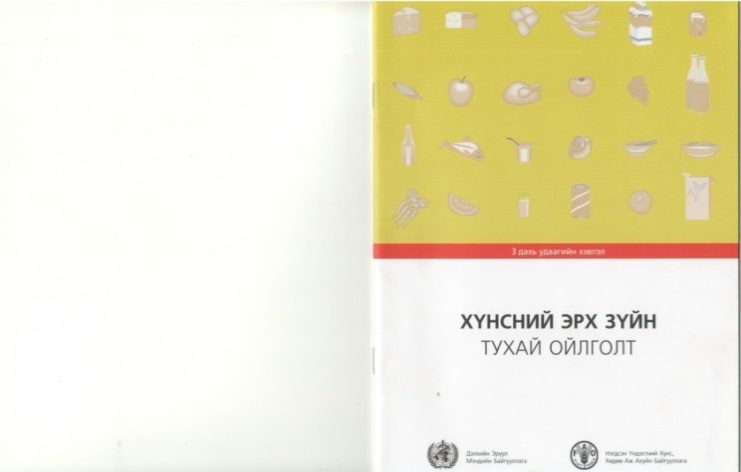 3 дахь удаагийн хэвлэл
ХҮНСНИЙ ЭРХ ЗҮЙН
ТУХАЙ ОЙЛГОЛТ
Дэлхийн Эрүүл
Мэндийн Байгууллага
Нэгдсэн Үндэстний Хүнс,
Хөдөө Аж Ахуйн Байгууллага